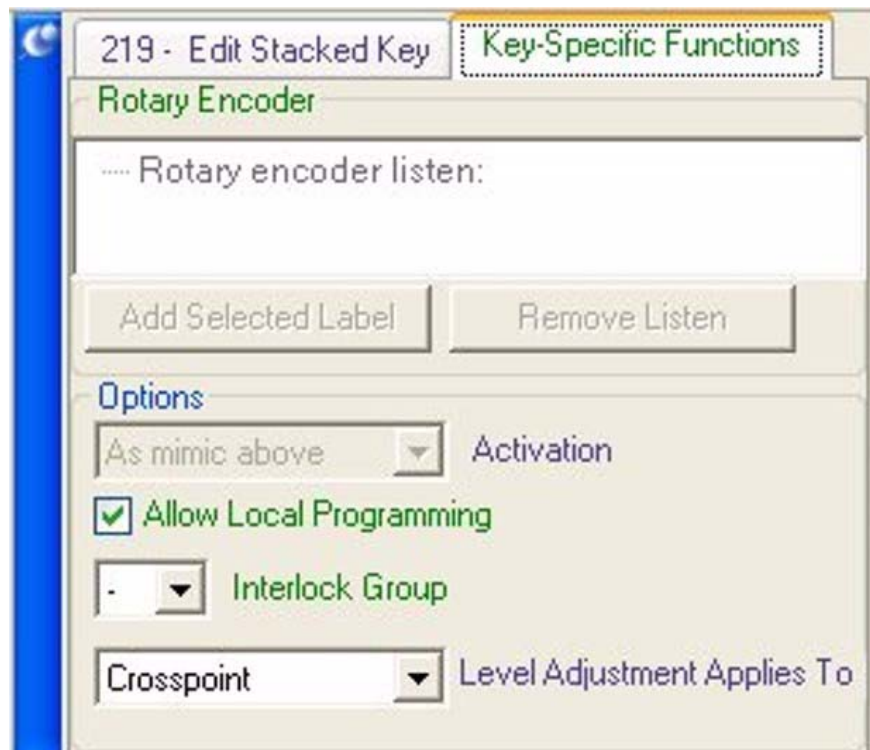 219 - Edit Stacked Key Key-Specific Functions
Rotary Encoder
Rotary encoder listen:
Add Selected Label Remove Listen
Options
As mimic above Activation
Allow Local Programming
- Interlock Group
Crosspoint Level Adjustment Applies To